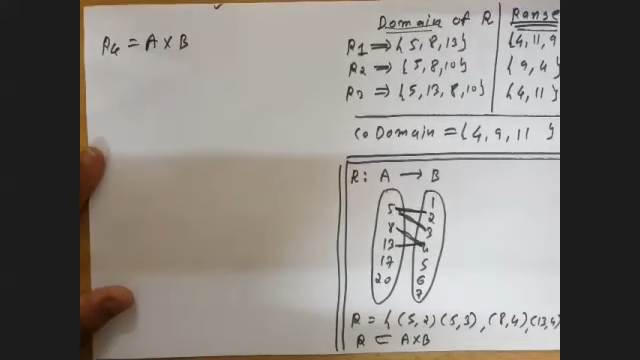 R4 = A × B
Domain of R
Range
R1 ⇒ {5, 8, 13}
{4, 11, 9
R2 ⇒ {5, 8, 10}
{9, 4}
R3 ⇒ {5, 13, 8, 10}
{4, 11}
Co Domain = {4, 9, 11 }
R: A → B
5
8
13
17
20
1
2
3
4
5
6
7
R = {(5,2)(5,3), (8,4), (13,4)
R ⊂ A×B